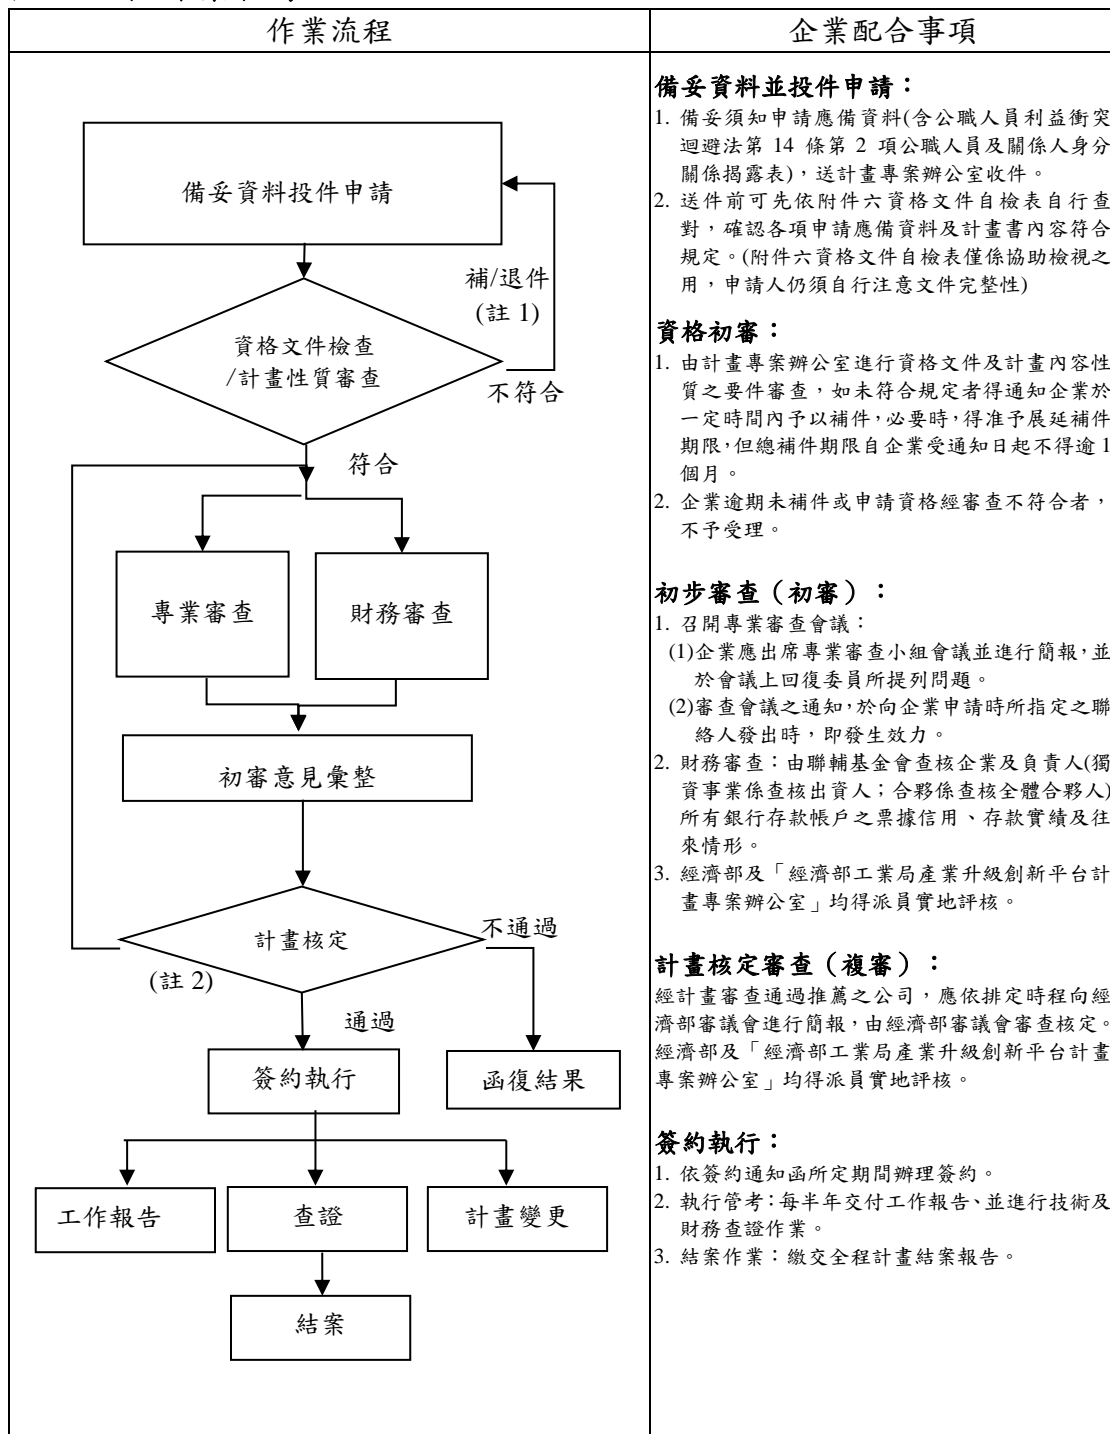 作業流程
企業配合事項
備妥資料投件申請
補/退件
(註 1)
資格文件檢查
/計畫性質審查
不符合
符合
專業審查
財務審查
初審意見彙整
計畫核定
不通過
(註 2)
通過
簽約執行
函復結果
工作報告
查證
計畫變更
結案
備妥資料並投件申請：
1. 備妥須知申請應備資料(含公職人員利益衝突
迴避法第 14 條第 2 項公職人員及關係人身分
關係揭露表)，送計畫專案辦公室收件。
2. 送件前可先依附件六資格文件自檢表自行查
對，確認各項申請應備資料及計畫書內容符合
規定。(附件六資格文件自檢表僅係協助檢視之
用，申請人仍須自行注意文件完整性)
資格初審：
1. 由計畫專案辦公室進行資格文件及計畫內容性
質之要件審查，如未符合規定者得通知企業於
一定時間內予以補件，必要時，得准予展延補件
期限，但總補件期限自企業受通知日起不得逾 1
個月。
2. 企業逾期未補件或申請資格經審查不符合者，
不予受理。
初步審查（初審）：
1. 召開專業審查會議：
(1)企業應出席專業審查小組會議並進行簡報，並
於會議上回復委員所提列問題。
(2)審查會議之通知，於向企業申請時所指定之聯
絡人發出時，即發生效力。
2. 財務審查：由聯輔基金會查核企業及負責人(獨
資事業係查核出資人；合夥係查核全體合夥人)
所有銀行存款帳戶之票據信用、存款實績及往
來情形。
3. 經濟部及「經濟部工業局產業升級創新平台計
畫專案辦公室」均得派員實地評核。
計畫核定審查（複審）：
經計畫審查通過推薦之公司，應依排定時程向經
濟部審議會進行簡報，由經濟部審議會審查核定。
經濟部及「經濟部工業局產業升級創新平台計畫
專案辦公室」均得派員實地評核。
簽約執行：
1. 依簽約通知函所定期間辦理簽約。
2. 執行管考：每半年交付工作報告、並進行技術及
財務查證作業。
3. 結案作業：繳交全程計畫結案報告。